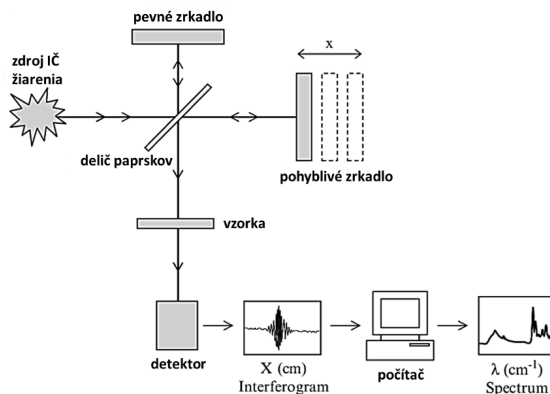 pevné zrkadlo
x
zdroj IČ
žiarenia
delič paprskov
pohyblivé zrkadlo
vzorka
detektor
X (cm)
Interferogram
počítač
λ (cm⁻¹)
Spectrum